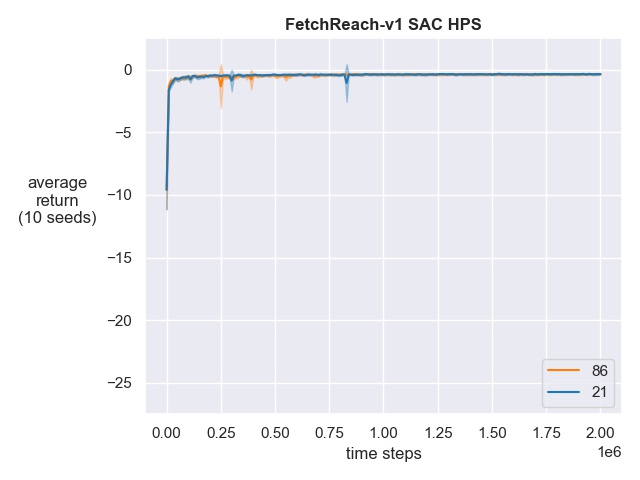 FetchReach-v1 SAC HPS
0
−5
−10
−15
−20
−25
average
return
(10 seeds)
86
21
0.00 0.25 0.50 0.75 1.00 1.25 1.50 1.75 2.00
1e6
time steps